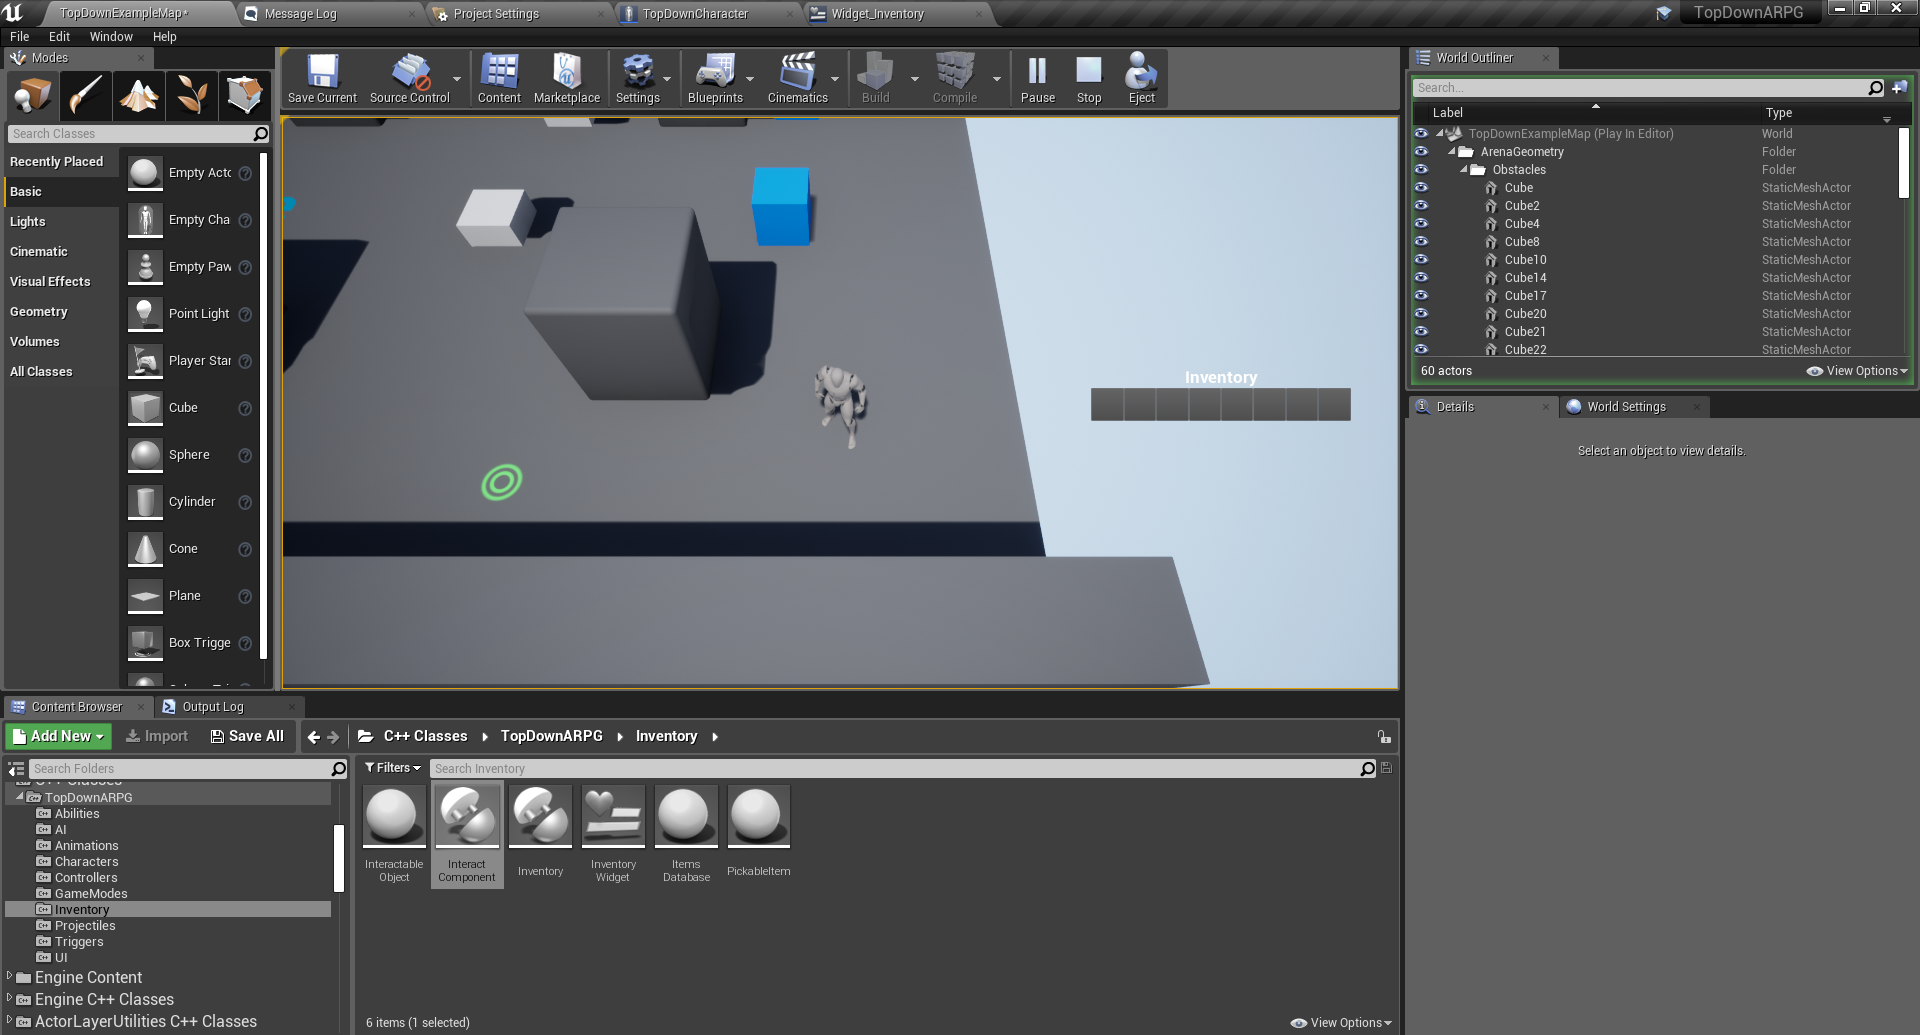 TopDownExampleMap*
Message Log
Project Settings
TopDownCharacter
Widget_Inventory
TopDownARPG
File Edit Window Help
Modes
Search Classes
Recently Placed
Basic
Lights
Cinematic
Visual Effects
Geometry
Volumes
All Classes
Empty Actc
Empty Cha
Empty Paw
Point Light
Player Star
Cube
Sphere
Cylinder
Cone
Plane
Box Trigge
Save Current
Source Control
Content
Marketplace
Settings
Blueprints
Cinematics
Build
Compile
Pause
Stop
Eject
Inventory
World Outliner
Search...
Label Type
TopDownExampleMap (Play In Editor) World
ArenaGeometry Folder
Obstacles Folder
Cube StaticMeshActor
Cube2 StaticMeshActor
Cube4 StaticMeshActor
Cube8 StaticMeshActor
Cube10 StaticMeshActor
Cube14 StaticMeshActor
Cube17 StaticMeshActor
Cube20 StaticMeshActor
Cube21 StaticMeshActor
Cube22 StaticMeshActor
60 actors
View Options
Details
World Settings
Select an object to view details.
Content Browser
Output Log
Add New
Import
Save All
C++ Classes
TopDownARPG
Inventory
Search Folders
C++ Classes
TopDownARPG
Abilities
AI
Animations
Characters
Controllers
GameModes
Inventory
Projectiles
Triggers
UI
Engine Content
Engine C++ Classes
ActorLayerUtilities C++ Classes
Filters
Search Inventory
Interactable
Object
Interact
Component
Inventory
Inventory
Widget
Items
Database
PickableItem
6 items (1 selected)
View Options